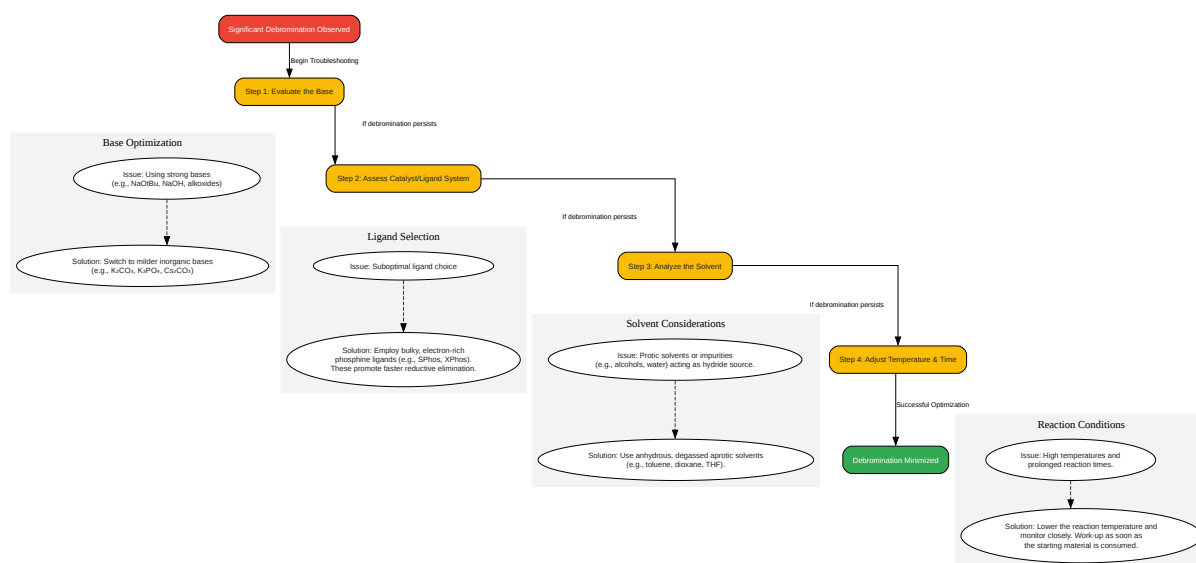 Significant Debromination Observed
Begin Troubleshooting
Step 1: Evaluate the Base
If debromination persists
Base Optimization
Issue: Using strong bases
(e.g., NaOtBu, NaOH, alkoxides)
Solution: Switch to milder inorganic bases
(e.g., K₂CO₃, K₃PO₄, Cs₂CO₃)
Step 2: Assess Catalyst/Ligand System
If debromination persists
Ligand Selection
Issue: Suboptimal ligand choice
Solution: Employ bulky, electron-rich
phosphine ligands (e.g., SPhos, XPhos).
These promote faster reductive elimination.
Step 3: Analyze the Solvent
If debromination persists
Solvent Considerations
Issue: Protic solvents or impurities
(e.g., alcohols, water) acting as hydride source.
Solution: Use anhydrous, degassed aprotic solvents
(e.g., toluene, dioxane, THF).
Step 4: Adjust Temperature & Time
Successful Optimization
Debromination Minimized
Reaction Conditions
Issue: High temperatures and
prolonged reaction times.
Solution: Lower the reaction temperature and
monitor closely. Work-up as soon as
the starting material is consumed.